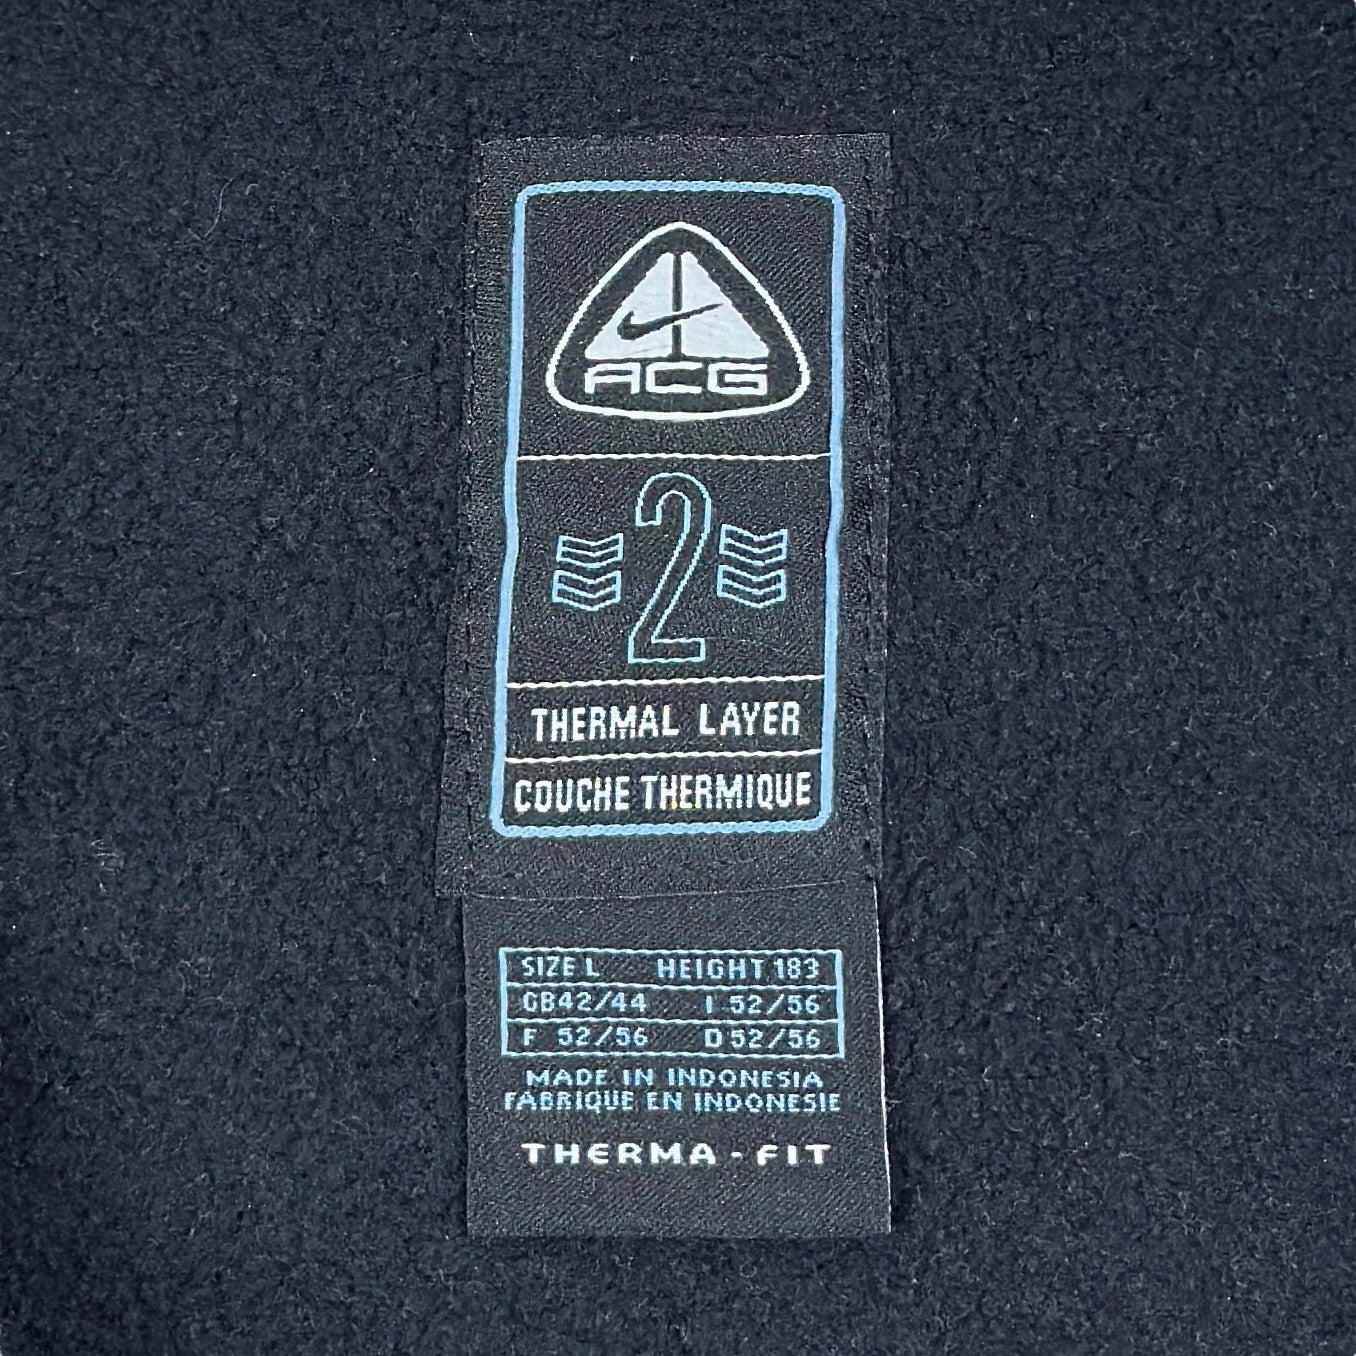 ACG
2
THERMAL LAYER
COUCHE THERMIQUE
SIZE L HEIGHT 183
GB42/44 I 52/56
F 52/56 D52/56
MADE IN INDONESIA
FABRIQUE EN INDONESIE
THERMA-FIT